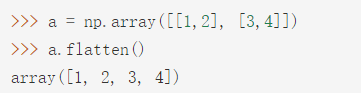 >>> a = np.array([[1,2], [3,4]])
>>> a.flatten()
array([1, 2, 3, 4])